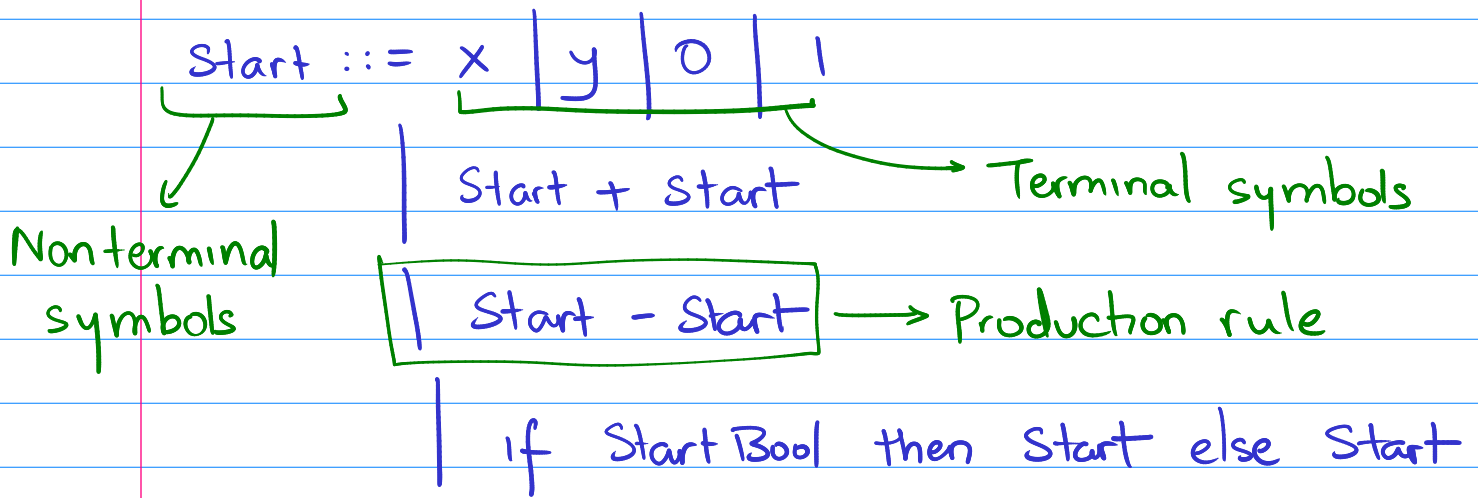 Start ::= x | y | 0 | 1
| Start + Start
Terminal symbols
Nonterminal
symbols
| Start - Start
Production rule
| if StartBool then Start else Start